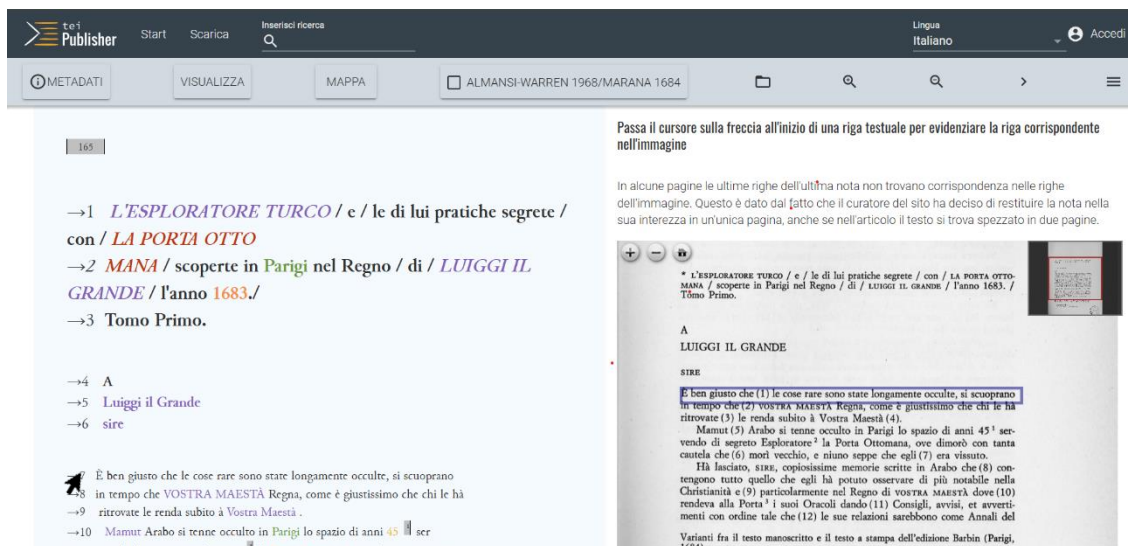 tei
Publisher
Start
Scarica
Inserisci ricerca
Lingua
Italiano
Accedi
METADATI
VISUALIZZA
MAPPA
ALMANSI-WARREN 1968/MARANA 1684
165
→1 L'ESPLORATORE TURCO / e / le di lui pratiche segrete /
con / LA PORTA OTTO
→2 MANA / scoperte in Parigi nel Regno / di / LUIGGI IL
GRANDE / l'anno 1683./
→3 Tomo Primo.
→4 A
→5 Luiggi il Grande
→6 sire
7 È ben giusto che le cose rare sono state longamente occulte, si scuoprano
→8 in tempo che VOSTRA MAESTÀ Regna, come è giustissimo che chi le hà
→9 ritrovate le renda subito à Vostra Maestà .
→10 Mamut Arabo si tenne occulto in Parigi lo spazio di anni 45 ser
Passa il cursore sulla freccia all'inizio di una riga testuale per evidenziare la riga corrispondente
nell'immagine
In alcune pagine le ultime righe dell'ultima nota non trovano corrispondenza nelle righe
dell'immagine. Questo è dato dal fatto che il curatore del sito ha deciso di restituire la nota nella
sua interezza in un'unica pagina, anche se nell'articolo il testo si trova spezzato in due pagine.
* L'ESPLORATORE TURCO / e / le di lui pratiche segrete / con / LA PORTA OTTO-
MANA / scoperte in Parigi nel Regno / di / LUIGGI IL GRANDE / l'anno 1683. /
Tomo Primo.
A
LUIGGI IL GRANDE
SIRE
È ben giusto che (1) le cose rare sono state longamente occulte, si scuoprano
in tempo che (2) VOSTRA MAESTÀ Regna, come è giustissimo che chi le hà
ritrovate (3) le renda subito à Vostra Maestà (4).
Mamut (5) Arabo si tenne occulto in Parigi lo spazio di anni 45 ¹ ser-
vendo di segreto Esploratore ² la Porta Ottomana, ove dimorò con tanta
cautela che (6) morì vecchio, e niuno seppe che egli (7) era vissuto.
Hà lasciato, SIRE, copiosissime memorie scritte in Arabo che (8) con-
tengono tutto quello che egli hà potuto osservare di più notabile nella
Christianità e (9) particolarmente nel Regno di VOSTRA MAESTÀ dove (10)
rendeva alla Porta ³ i suoi Oracoli dando (11) Consigli, avvisi, et averti-
menti con ordine tale che (12) le sue relazioni sarebbono come Annali del
Varianti fra il testo manoscritto e il testo a stampa dell'edizione Barbin (Parigi,